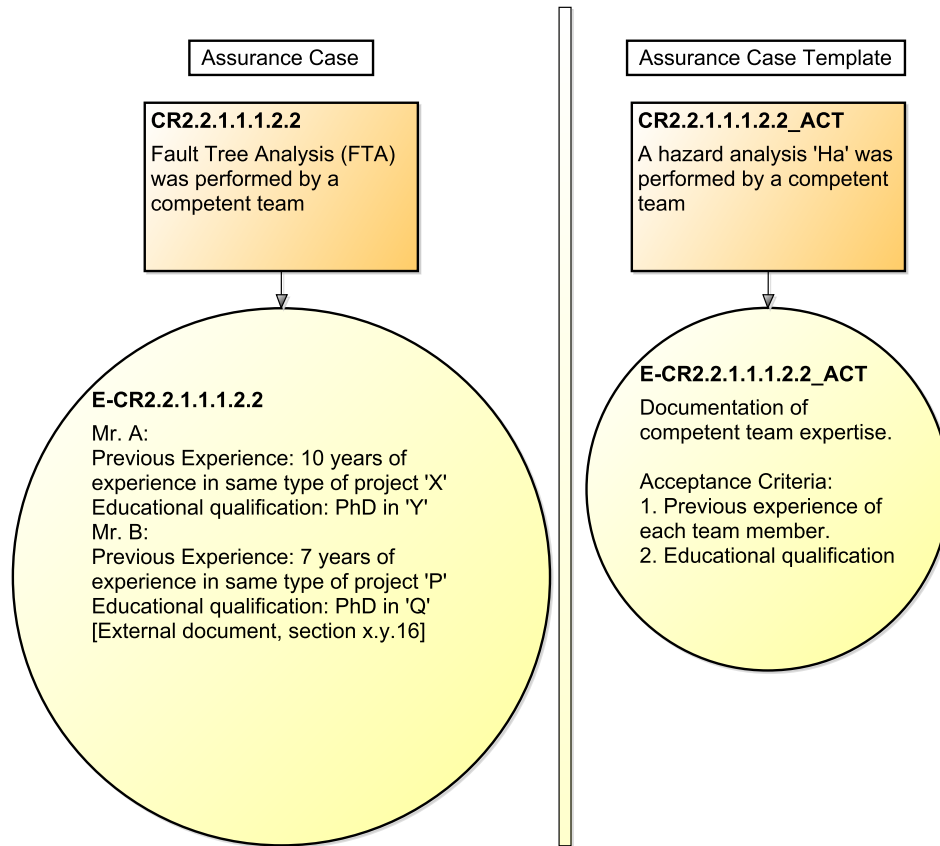 Assurance Case
CR2.2.1.1.1.2.2
Fault Tree Analysis (FTA)
was performed by a
competent team
E-CR2.2.1.1.1.2.2
Mr. A:
Previous Experience: 10 years of
experience in same type of project 'X'
Educational qualification: PhD in 'Y'
Mr. B:
Previous Experience: 7 years of
experience in same type of project 'P'
Educational qualification: PhD in 'Q'
[External document, section x.y.16]
Assurance Case Template
CR2.2.1.1.1.2.2_ACT
A hazard analysis 'Ha' was
performed by a competent
team
E-CR2.2.1.1.1.2.2_ACT
Documentation of
competent team expertise.
Acceptance Criteria:
1. Previous experience of
each team member.
2. Educational qualification